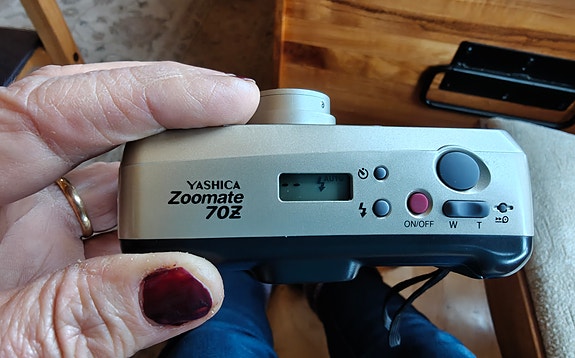 YASHICA
Zoomate
70Z
ON/OFF
W T